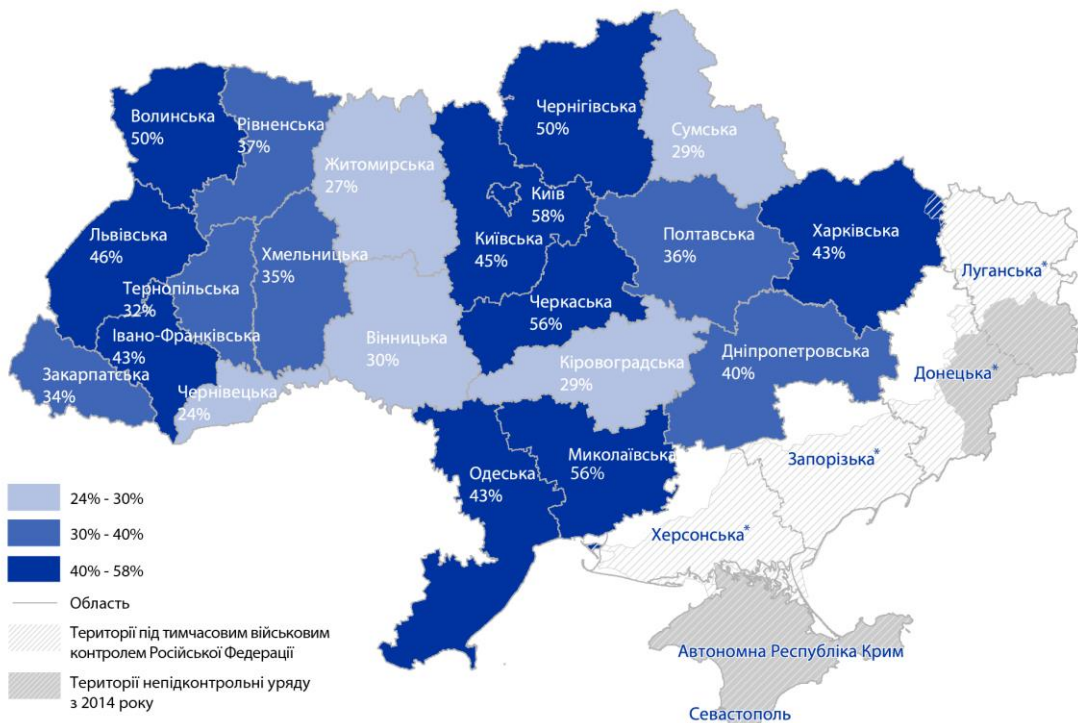 Волинська
50%
Рівненська
37%
Житомирська
27%
Чернігівська
50%
Сумська
29%
Київ
58%
Київська
45%
Львівська
46%
Тернопільська
32%
Хмельницька
35%
Полтавська
36%
Харківська
43%
Луганська*
Черкаська
56%
Івано-Франківська
43%
Вінницька
30%
Закарпатська
34%
Чернівецька
24%
Кіровоградська
29%
Дніпропетровська
40%
Донецька*
Одеська
43%
Миколаївська
56%
Запорізька*
Херсонська*
Автономна Республіка Крим
Севастополь
24% - 30%
30% - 40%
40% - 58%
Область
Території під тимчасовим військовим
контролем Російської Федерації
Території непідконтрольні уряду
з 2014 року